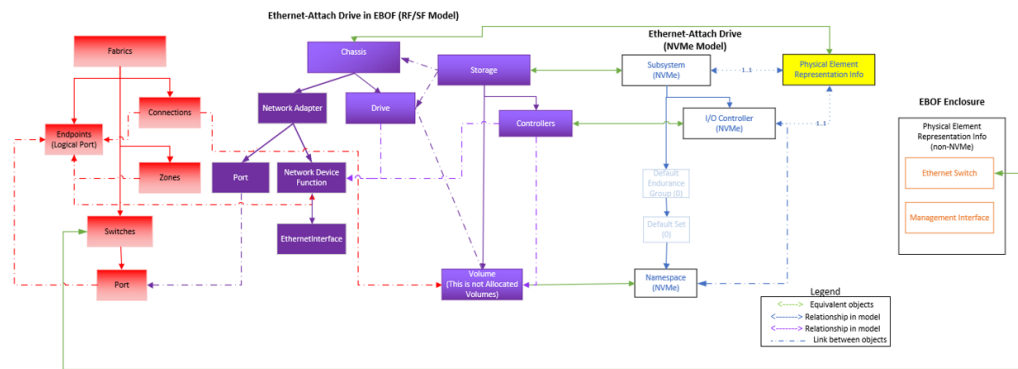 Ethernet-Attach Drive in EBOF (RF/SF Model)
Fabrics
Connections
Endpoints
(Logical Port)
Zones
Switches
Port
Chassis
Network Adapter
Drive
Port
Network Device
Function
EthernetInterface
Storage
Controllers
Volume
(This is not Allocated
Volumes)
Ethernet-Attach Drive
(NVMe Model)
Subsystem
(NVMe)
1..1
Physical Element
Representation Info
I/O Controller
(NVMe)
1..1
Default
Endurance
Group (0)
Default Set
(0)
Namespace
(NVMe)
EBOF Enclosure
Physical Element
Representation Info
(non-NVMe)
Ethernet Switch
Management Interface
Legend
Equivalent objects
Relationship in model
Relationship in model
Link between objects